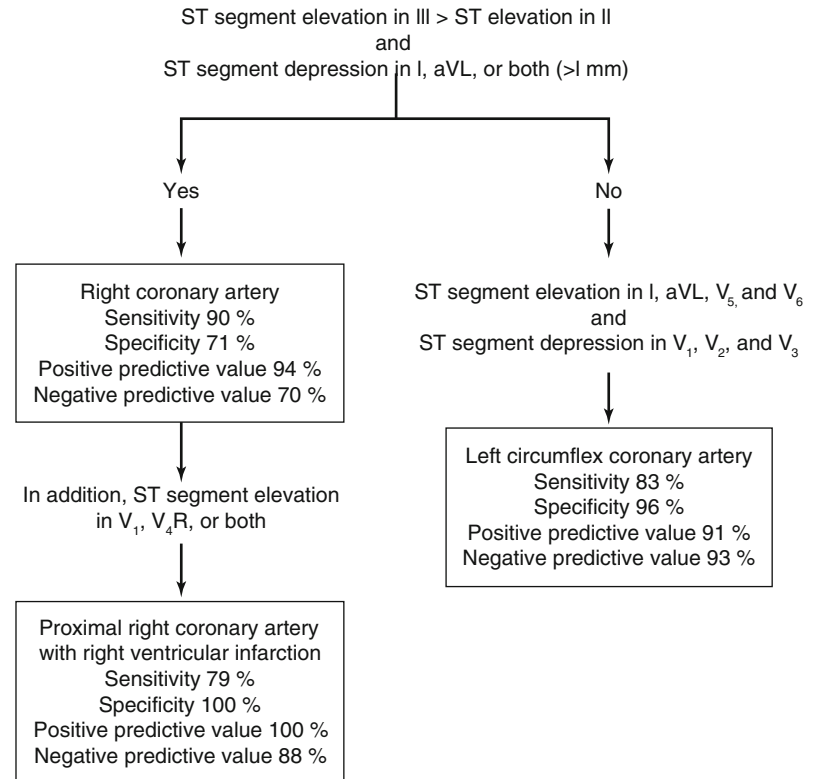 ST segment elevation in III > ST elevation in II
and
ST segment depression in I, aVL, or both (>I mm)
Yes
No
Right coronary artery
Sensitivity 90 %
Specificity 71 %
Positive predictive value 94 %
Negative predictive value 70 %
ST segment elevation in I, aVL, V5, and V6
and
ST segment depression in V1, V2, and V3
In addition, ST segment elevation
in V1, V4R, or both
Left circumflex coronary artery
Sensitivity 83 %
Specificity 96 %
Positive predictive value 91 %
Negative predictive value 93 %
Proximal right coronary artery
with right ventricular infarction
Sensitivity 79 %
Specificity 100 %
Positive predictive value 100 %
Negative predictive value 88 %